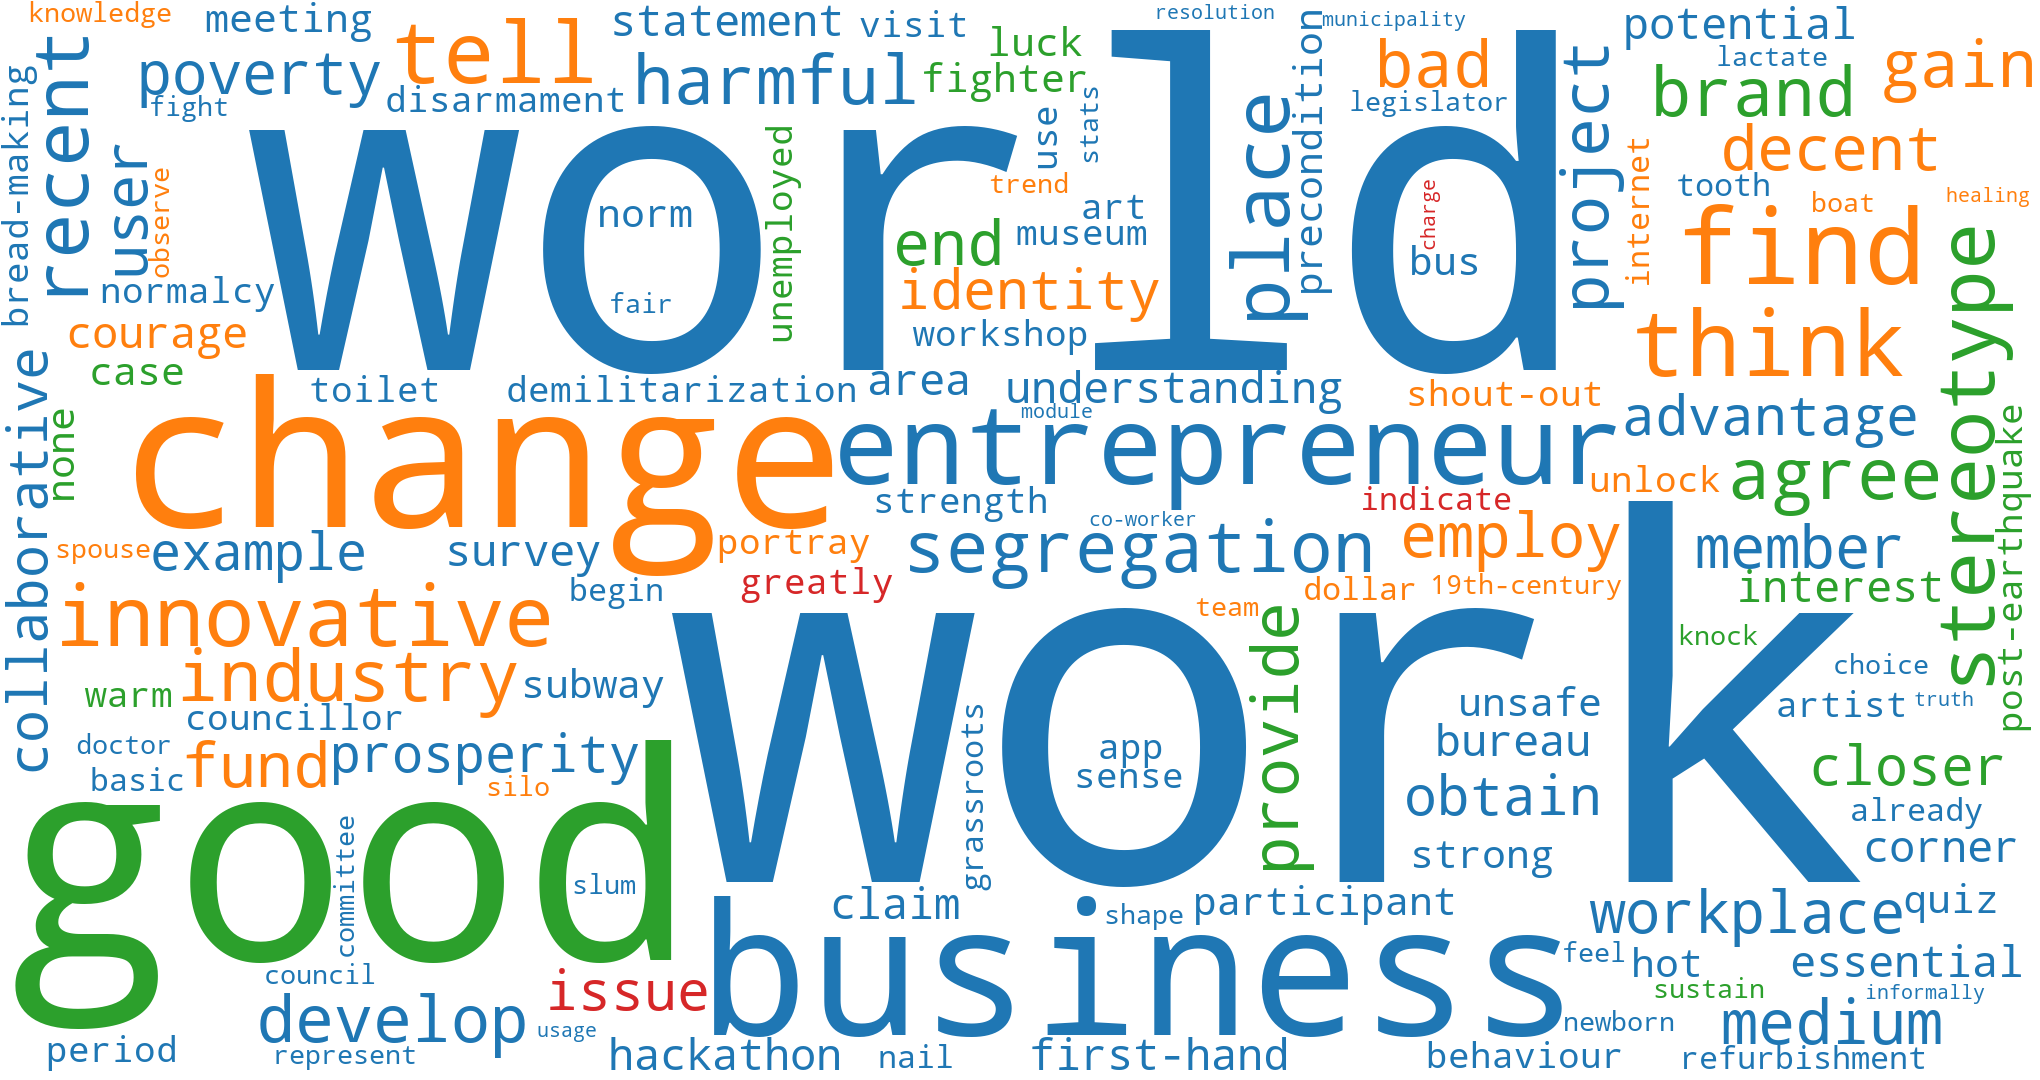 knowledge
meeting
tell
statement
visit
resolution
municipality
potential
lactate
gain
poverty
fight
disarmament
harmful
luck
fighter
bad
legislator
brand
decent
bread-making
recent
user
observe
world
unemployed
use
stats
trend
place
precondition
project
internet
tooth
boat
healing
norm
fair
end
art
museum
identity
workshop
charge
bus
find
think
stereotype
normalcy
courage
case
toilet
demilitarization
area
understanding
module
shout-out
advantage
collaborative
none
change
entrepreneur
strength
co-worker
indicate
unlock
agree
post-earthquake
spouse
example
survey
portray
greatly
begin
segregation
employ
member
interest
dollar
19th-century
team
innovative
industry
subway
work
provide
knock
choice
artist
truth
warm
councillor
doctor
basic
fund
prosperity
silo
grassroots
app
sense
unsafe
bureau
obtain
closer
already
good
committee
slum
strong
corner
claim
shape
participant
workplace
quiz
business
council
develop
issue
usage
feel
hot
essential
sustain
informally
newborn
medium
period
represent
hackathon
nail
first-hand
behaviour
refurbishment